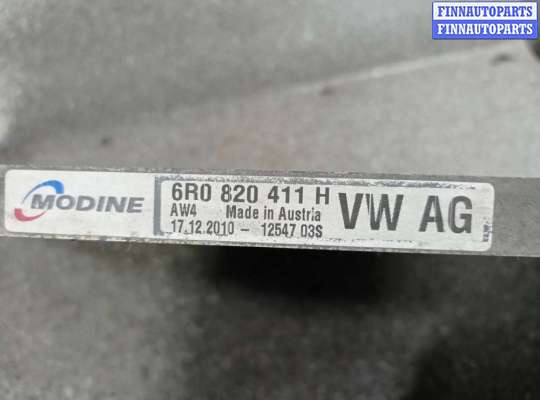 FINNAUTOPARTS
FINNAUTOPARTS
MODINE
6R0 820 411 H
AW4 Made in Austria
17.12.2010 - 12547 03S
VW AG